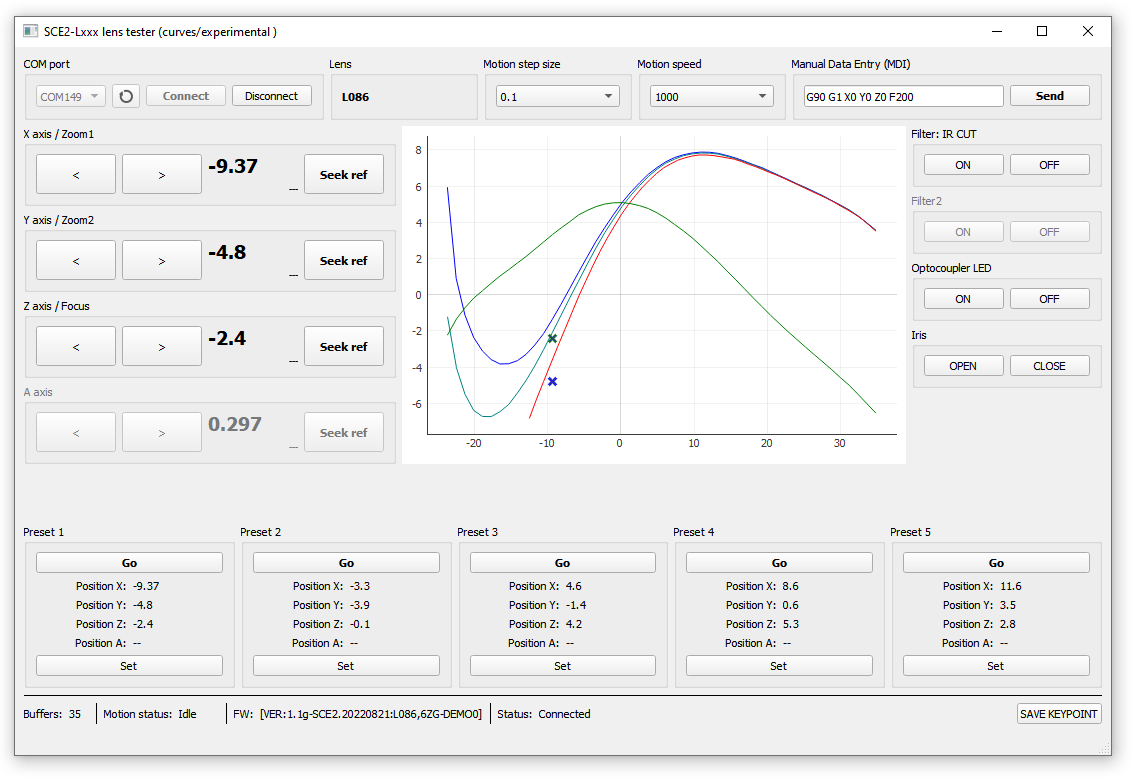 SCE2-Lxxx lens tester (curves/experimental )
COM port
Lens
Motion step size
Motion speed
Manual Data Entry (MDI)
COM149
Connect
Disconnect
L086
0.1
1000
G90 G1 X0 Y0 Z0 F200
Send
X axis / Zoom1
<
>
-9.37
...
Seek ref
Y axis / Zoom2
<
>
-4.8
...
Seek ref
Z axis / Focus
<
>
-2.4
...
Seek ref
A axis
<
>
0.297
...
Seek ref
8
6
4
2
0
-2
-4
-6
-20
-10
0
10
20
30
Filter: IR CUT
ON
OFF
Filter2
ON
OFF
Optocoupler LED
ON
OFF
Iris
OPEN
CLOSE
Preset 1
Go
Position X: -9.37
Position Y: -4.8
Position Z: -2.4
Position A: --
Set
Preset 2
Go
Position X: -3.3
Position Y: -3.9
Position Z: -0.1
Position A: --
Set
Preset 3
Go
Position X: 4.6
Position Y: -1.4
Position Z: 4.2
Position A: --
Set
Preset 4
Go
Position X: 8.6
Position Y: 0.6
Position Z: 5.3
Position A: --
Set
Preset 5
Go
Position X: 11.6
Position Y: 3.5
Position Z: 2.8
Position A: --
Set
Buffers: 35
Motion status: Idle
FW: [VER:1.1g-SCE2.20220821:L086,6ZG-DEMO0]
Status: Connected
SAVE KEYPOINT